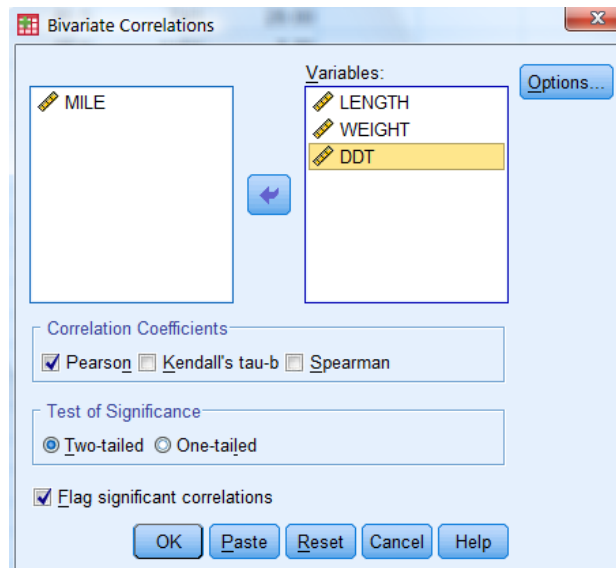 Bivariate Correlations
Variables:
MILE
LENGTH
WEIGHT
DDT
Options...
Correlation Coefficients
Pearson Kendall's tau-b Spearman
Test of Significance
Two-tailed One-tailed
Flag significant correlations
OK Paste Reset Cancel Help